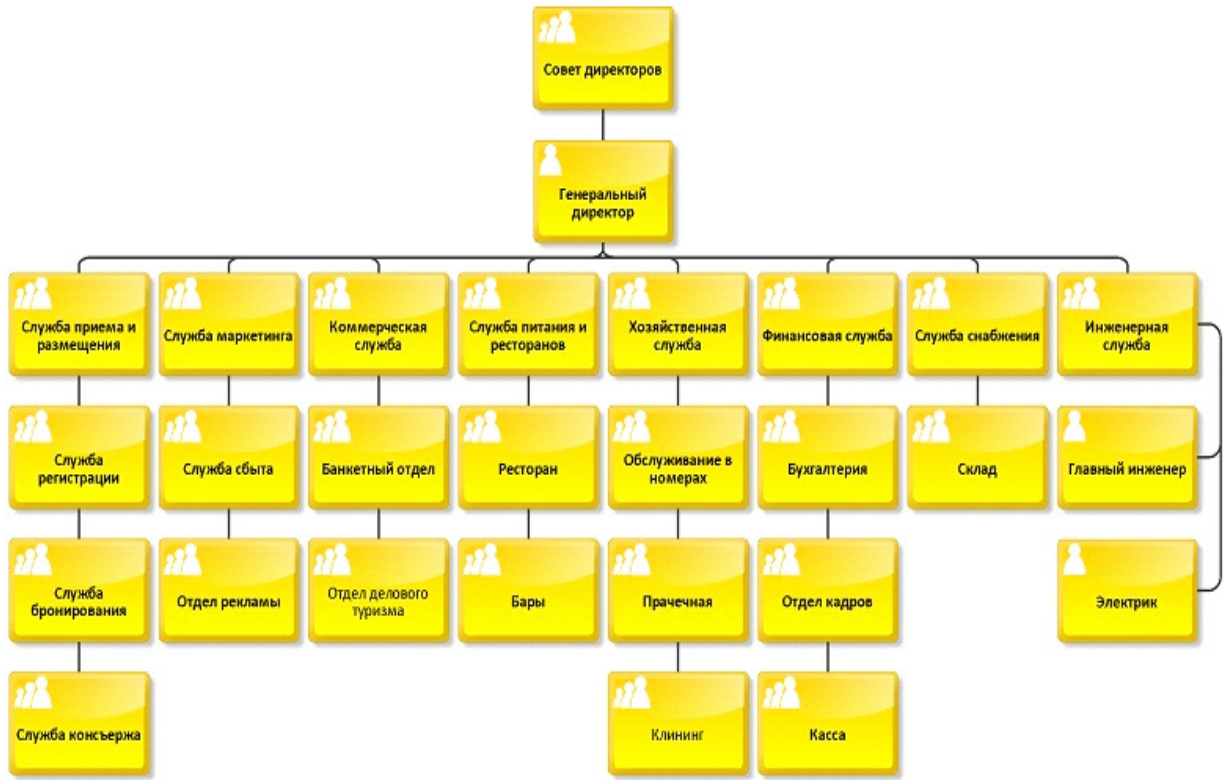 Совет директоров
Генеральный
директор
Служба приема и
размещения
Служба маркетинга
Коммерческая
служба
Служба питания и
ресторанов
Хозяйственная
служба
Финансовая служба
Служба снабжения
Инженерная
служба
Служба
регистрации
Служба сбыта
Банкетный отдел
Ресторан
Обслуживание в
номерах
Бухгалтерия
Склад
Главный инженер
Служба
бронирования
Отдел рекламы
Отдел делового
туризма
Бары
Прачечная
Отдел кадров
Электрик
Служба консъержа
Клининг
Касса